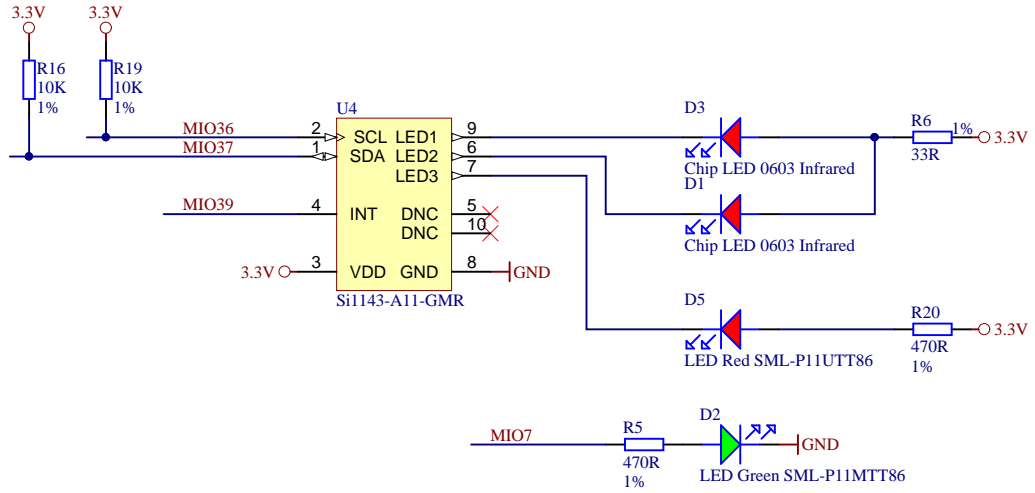 3.3V
3.3V
R16
10K
1%
R19
10K
1%
U4
MIO36
2
SCL
LED1
9
MIO37
1
SDA
LED2
6
LED3
7
MIO39
4
INT
DNC
5
DNC
10
3.3V
3
VDD
GND
8
GND
Si1143-A11-GMR
D3
Chip LED 0603 Infrared
R6
1%
33R
3.3V
D1
Chip LED 0603 Infrared
D5
LED Red SML-P11UTT86
R20
470R
1%
3.3V
MIO7
R5
470R
1%
D2
GND
LED Green SML-P11MTT86